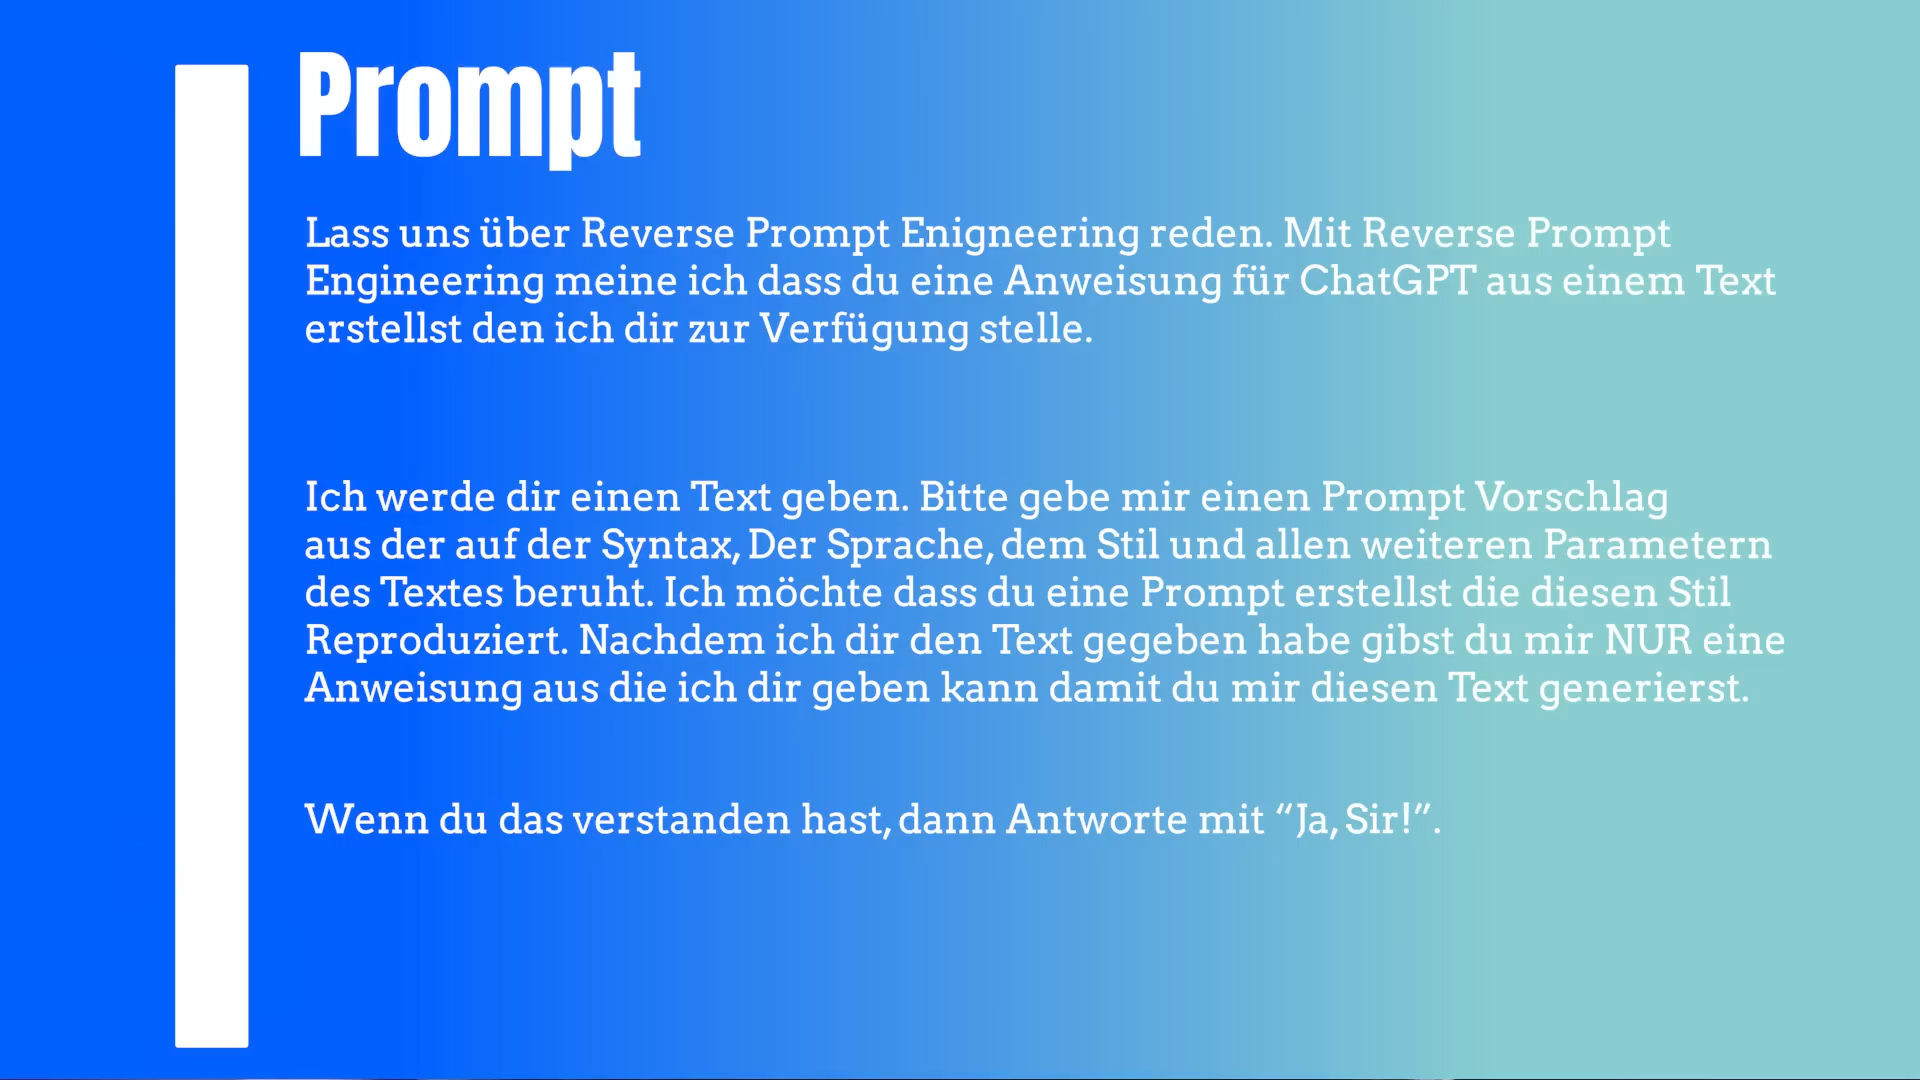 Prompt
Lass uns über Reverse Prompt Enigneering reden. Mit Reverse Prompt
Engineering meine ich dass du eine Anweisung für ChatGPT aus einem Text
erstellst den ich dir zur Verfügung stelle.
Ich werde dir einen Text geben. Bitte gebe mir einen Prompt Vorschlag
aus der auf der Syntax, Der Sprache, dem Stil und allen weiteren Parametern
des Textes beruht. Ich möchte dass du eine Prompt erstellst die diesen Stil
Reproduziert. Nachdem ich dir den Text gegeben habe gibst du mir NUR eine
Anweisung aus die ich dir geben kann damit du mir diesen Text generierst.
Wenn du das verstanden hast, dann Antworte mit “Ja, Sir!”.